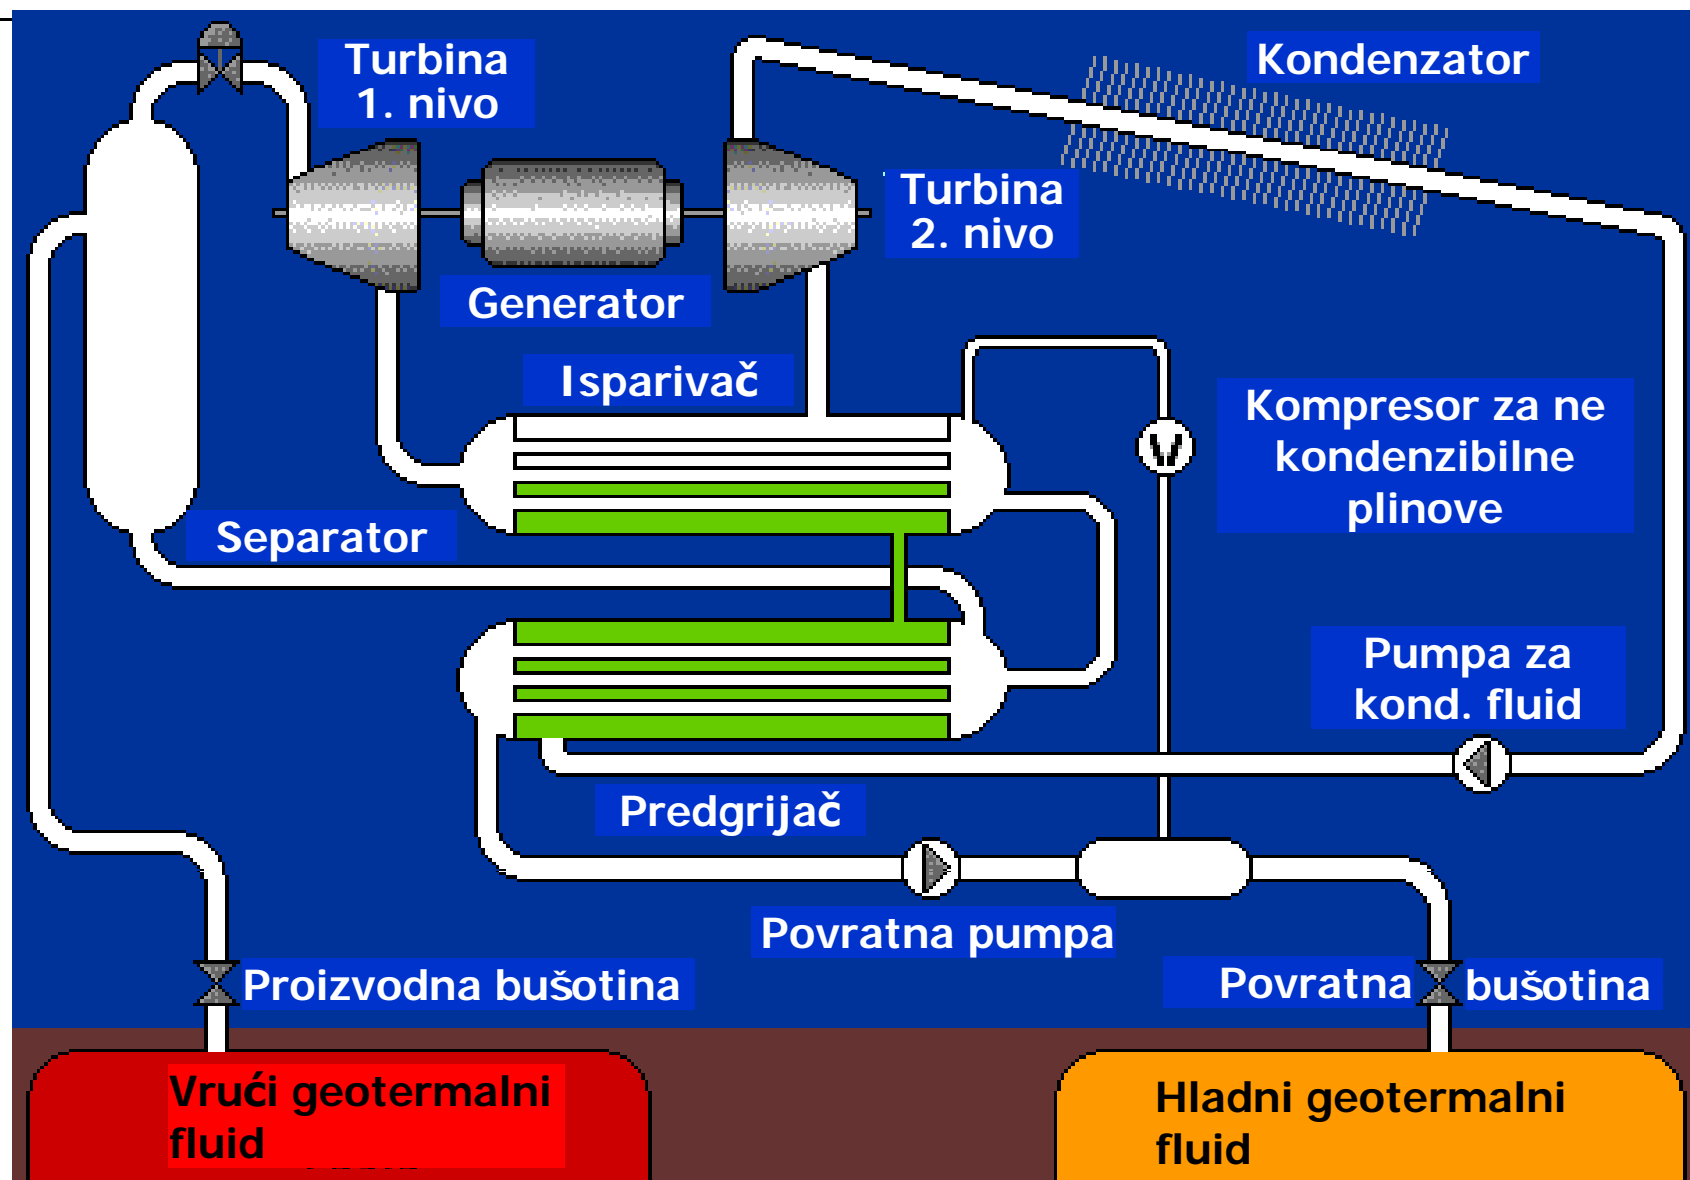 Turbina
1. nivo
Kondenzator
Turbina
2. nivo
Generator
Isparivač
Kompresor za ne
kondenzibilne
plinove
Separator
Pumpa za
kond. fluid
Predgrijač
Povratna pumpa
Proizvodna bušotina
Povratna bušotina
Vrući geotermalni
fluid
Hladni geotermalni
fluid